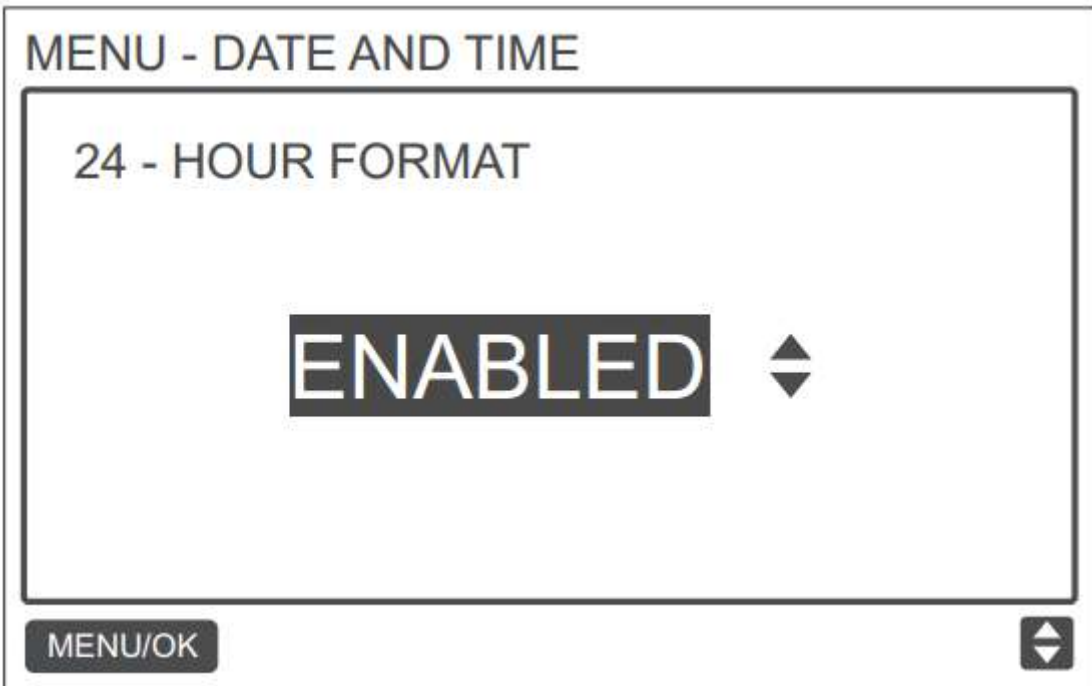 MENU - DATE AND TIME
24 - HOUR FORMAT
ENABLED
MENU/OK